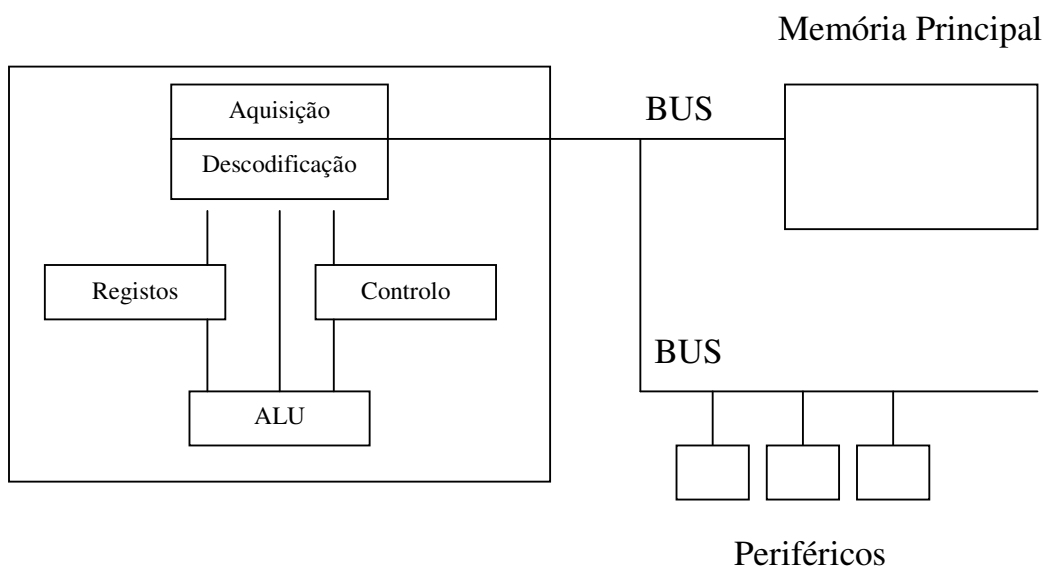 Memória Principal
Aquisição
BUS
Descodificação
Registos
Controlo
BUS
ALU
Periféricos